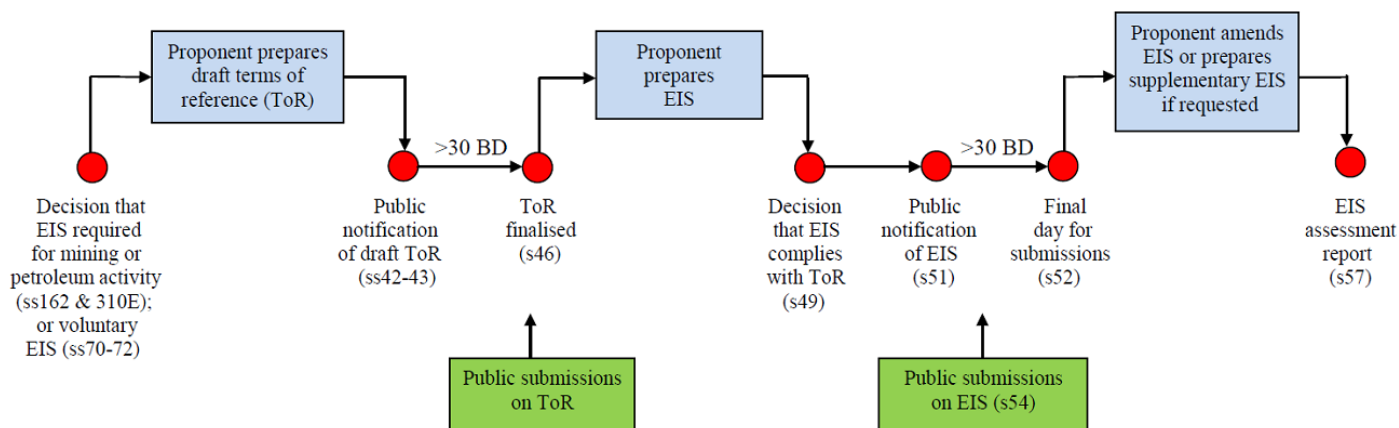 Proponent prepares
draft terms of
reference (ToR)
Proponent
prepares
EIS
Proponent amends
EIS or prepares
supplementary EIS
if requested
>30 BD
>30 BD
Decision that
EIS required
for mining or
petroleum activity
(ss162 & 310E);
or voluntary
EIS (ss70-72)
Public
notification
of draft ToR
(ss42-43)
ToR
finalised
(s46)
Decision
that EIS
complies
with ToR
(s49)
Public
notification
of EIS
(s51)
Final
day for
submissions
(s52)
EIS
assessment
report
(s57)
Public submissions
on ToR
Public submissions
on EIS (s54)